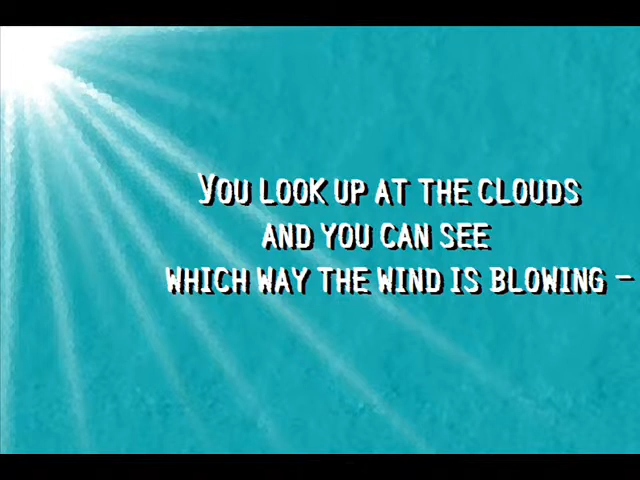 You look up at the clouds
and you can see
which way the wind is blowing –